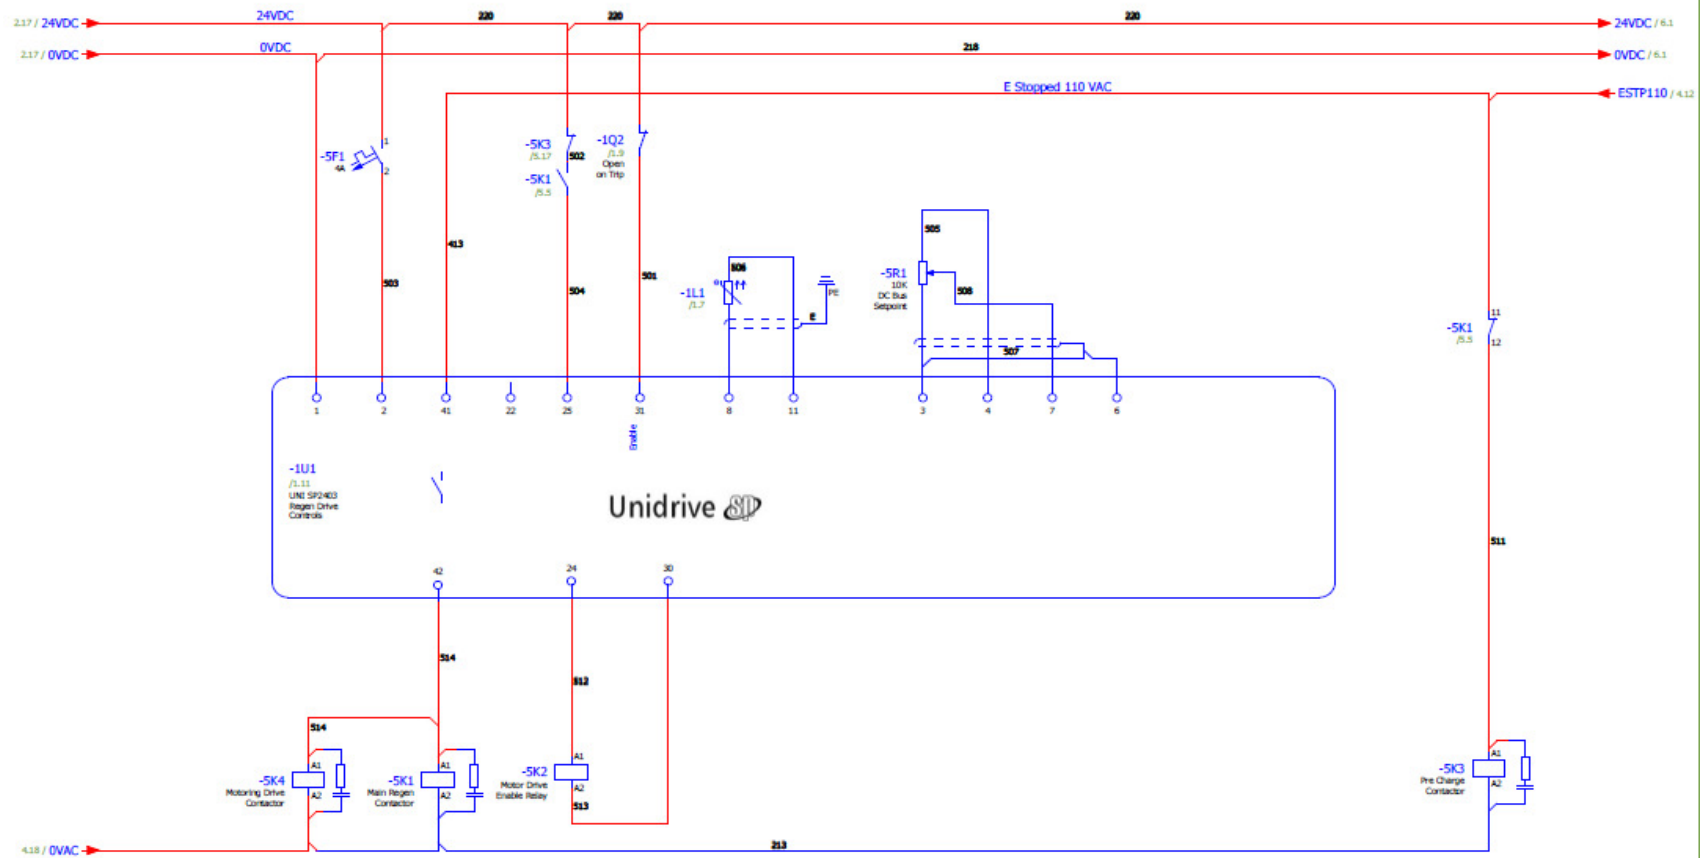 2.17 / 24VDC
24VDC
220
220
220
24VDC / 6.1
2.17 / 0VDC
0VDC
218
0VDC / 6.1
E Stopped 110 VAC
ESTP110 / 4.12
-5F1
4A
1
2
503
413
-5K3
/5.17
502
-5K1
/5.5
504
-1Q2
/1.9
Open
on Trip
501
-1L1
/1.7
506
E
PE
505
-5R1
10K
DC Bus
Setpoint
508
507
-5K1
/5.5
11
12
511
1
2
41
22
25
31
8
11
3
4
7
6
Enable
-1U1
/1.11
UNI SP2403
Regen Drive
Controls
Unidrive SP
42
24
30
514
512
514
-5K4
Motoring Drive
Contactor
A1
A2
-5K1
Main Regen
Contactor
A1
A2
-5K2
Motor Drive
Enable Relay
A1
A2
513
-5K3
Pre Charge
Contactor
A1
A2
4.18 / 0VAC
213